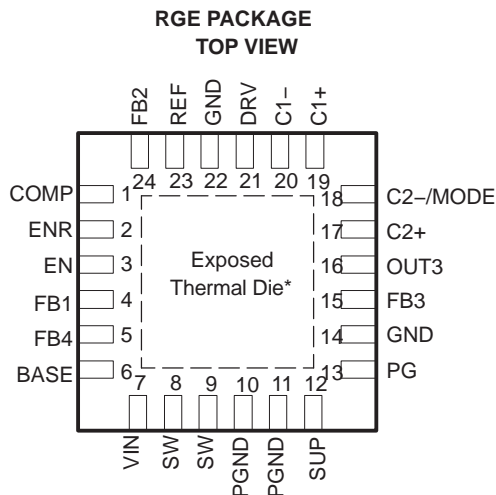 RGE PACKAGE
TOP VIEW
FB2
REF
GND
DRV
C1−
C1+
24 23 22 21 20 19
COMP 1
ENR 2
EN 3
FB1 4
FB4 5
BASE 6
Exposed
Thermal Die*
18 C2−/MODE
17 C2+
16 OUT3
15 FB3
14 GND
13 PG
7 8 9 10 11 12
VIN
SW
SW
PGND
PGND
SUP